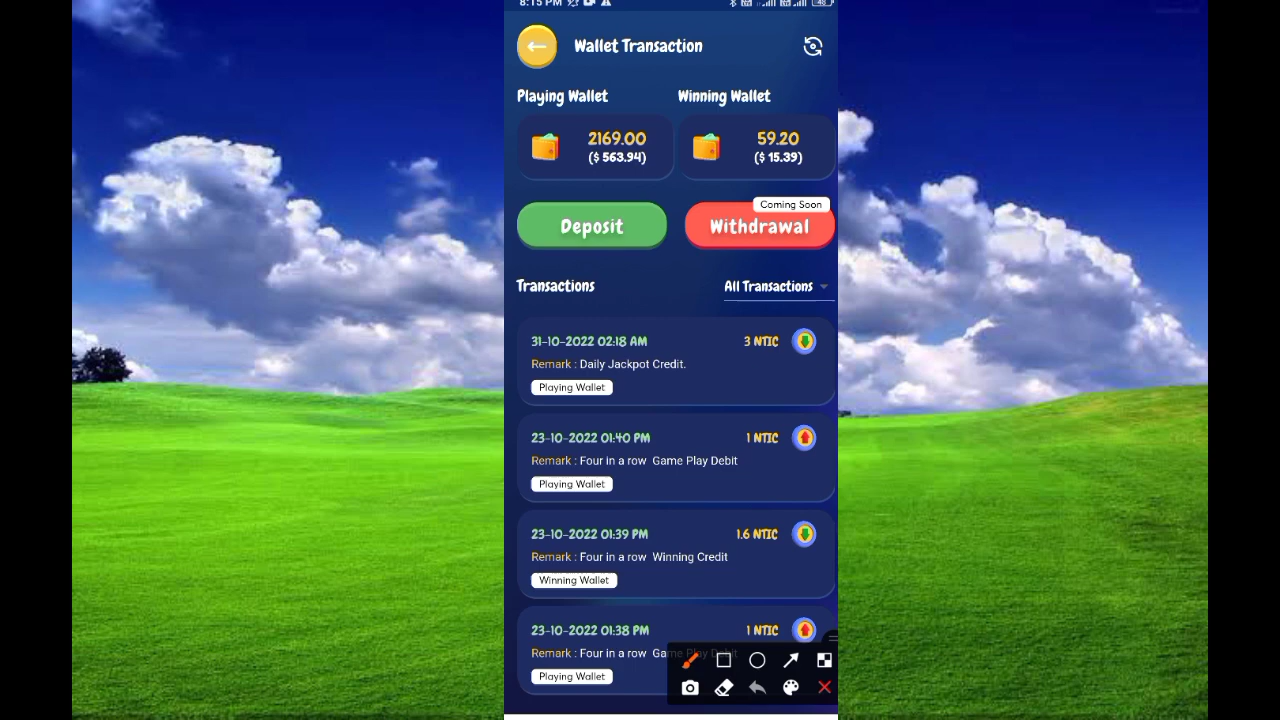 8:15 PM
48
Wallet Transaction
Playing Wallet
Winning Wallet
2169.00
($ 563.94)
59.20
($ 15.39)
Coming Soon
Deposit
Withdrawal
Transactions
All Transactions
31-10-2022 02:18 AM
3 NTIC
Remark : Daily Jackpot Credit.
Playing Wallet
23-10-2022 01:40 PM
1 NTIC
Remark : Four in a row Game Play Debit
Playing Wallet
23-10-2022 01:39 PM
1.6 NTIC
Remark : Four in a row Winning Credit
Winning Wallet
23-10-2022 01:38 PM
1 NTIC
Remark : Four in a row Game Play Debit
Playing Wallet